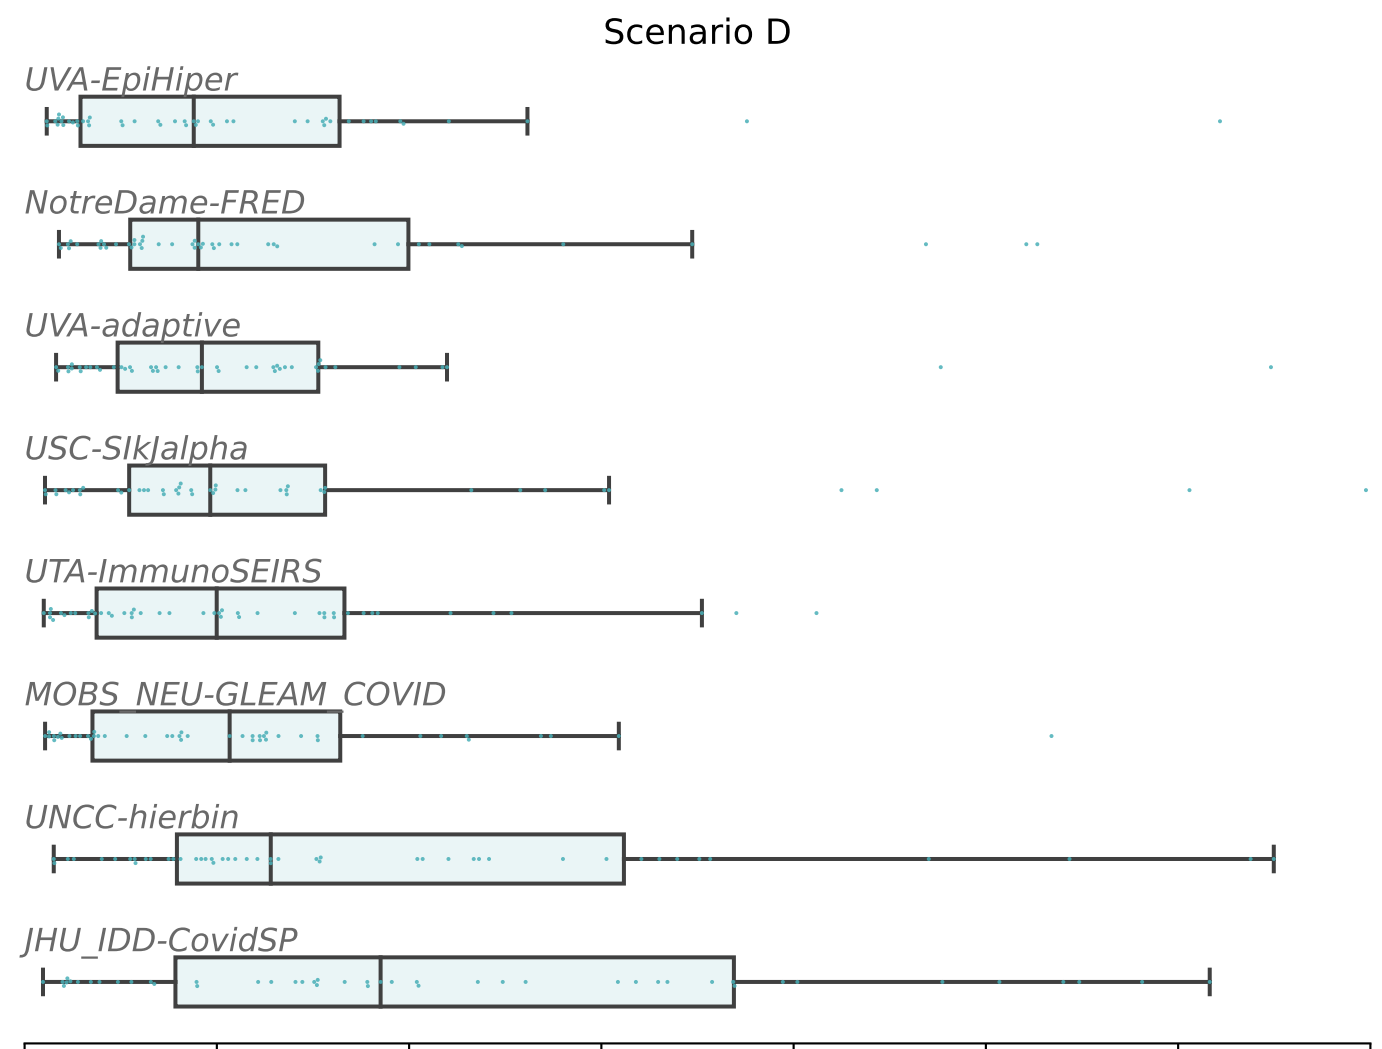 Scenario D
UVA-EpiHiper
NotreDame-FRED
UVA-adaptive
USC-SIkJalpha
UTA-ImmunoSEIRS
MOBS_NEU-GLEAM_COVID
UNCC-hierbin
JHU_IDD-CovidSP